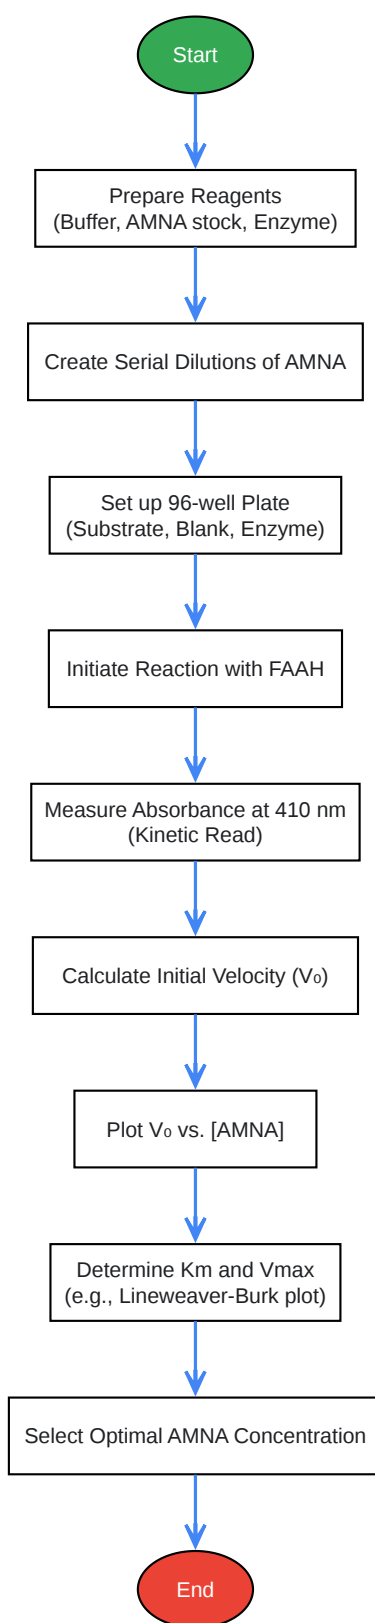 Start
Prepare Reagents
(Buffer, AMNA stock, Enzyme)
Create Serial Dilutions of AMNA
Set up 96-well Plate
(Substrate, Blank, Enzyme)
Initiate Reaction with FAAH
Measure Absorbance at 410 nm
(Kinetic Read)
Calculate Initial Velocity (V₀)
Plot V₀ vs. [AMNA]
Determine Km and Vmax
(e.g., Lineweaver-Burk plot)
Select Optimal AMNA Concentration
End